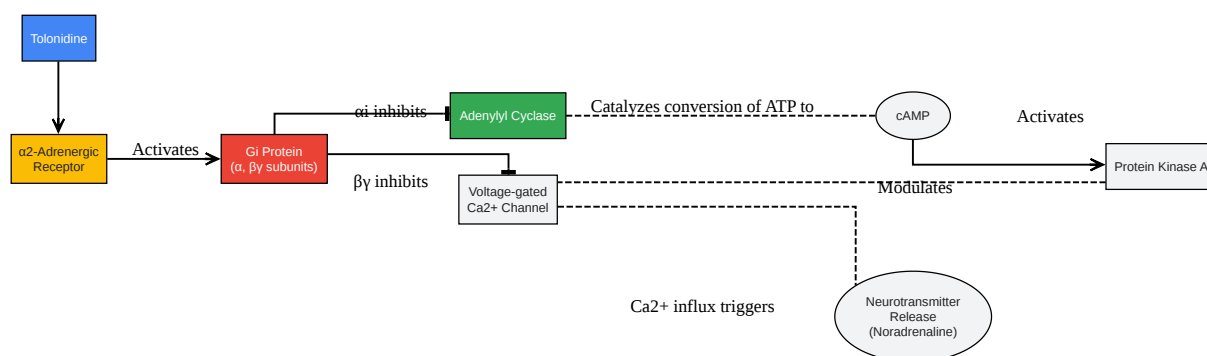 Tolonidine
αi inhibits
Adenylyl Cyclase
Catalyzes conversion of ATP to
cAMP
Activates
α2-Adrenergic
Receptor
Activates
Gi Protein
(α, βγ subunits)
βγ inhibits
Voltage-gated
Ca2+ Channel
Modulates
Protein Kinase A
Ca2+ influx triggers
Neurotransmitter
Release
(Noradrenaline)